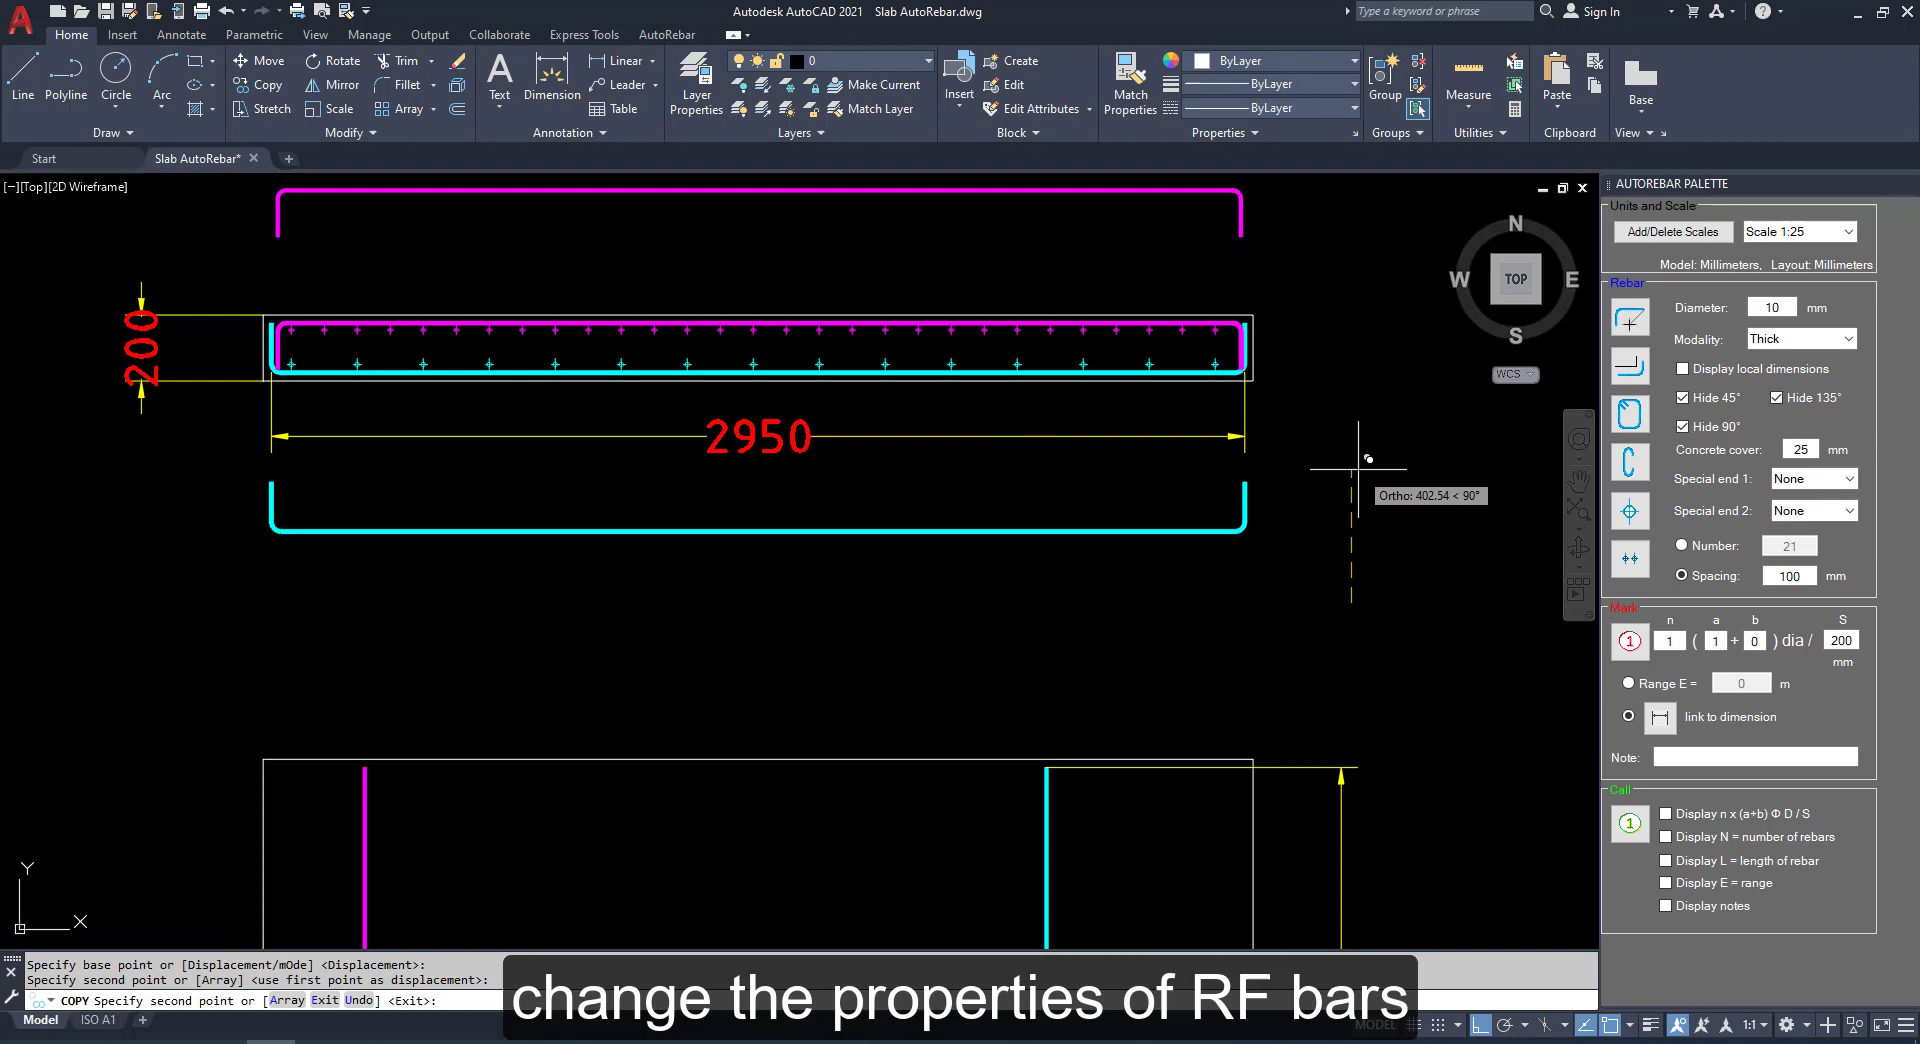 Autodesk AutoCAD 2021 Slab AutoRebar.dwg
Type a keyword or phrase
Sign In
Home Insert Annotate Parametric View Manage Output Collaborate Express Tools AutoRebar
Line Polyline Circle Arc
Move Rotate Trim
Copy Mirror Fillet
Stretch Scale Array
Text Dimension
Linear
Leader
Table
Layer Properties
0
Make Current
Match Layer
Insert
Create
Edit
Edit Attributes
Match Properties
ByLayer
ByLayer
ByLayer
Group
Measure
Paste
Base
Draw Modify Annotation Layers Block Properties Groups Utilities Clipboard View
Start Slab AutoRebar*
[−][Top][2D Wireframe]
N
W TOP E
S
WCS
200
2950
Ortho: 402.54 < 90°
Y
X
AUTOREBAR PALETTE
Units and Scale
Add/Delete Scales Scale 1:25
Model: Millimeters, Layout: Millimeters
Rebar
Diameter: 10 mm
Modality: Thick
Display local dimensions
Hide 45° Hide 135°
Hide 90°
Concrete cover: 25 mm
Special end 1: None
Special end 2: None
Number: 21
Spacing: 100 mm
Mark
n a b S
1 1 ( 1 + 0 ) dia / 200
mm
Range E = 0 m
link to dimension
Note:
Call
1 Display n x (a+b) Φ D / S
Display N = number of rebars
Display L = length of rebar
Display E = range
Display notes
Specify base point or [Displacement/mOde] <Displacement>:
Specify second point or [Array] <use first point as displacement>:
COPY Specify second point or [Array Exit Undo] <Exit>:
change the properties of RF bars
Model ISO A1
MODEL
1:1